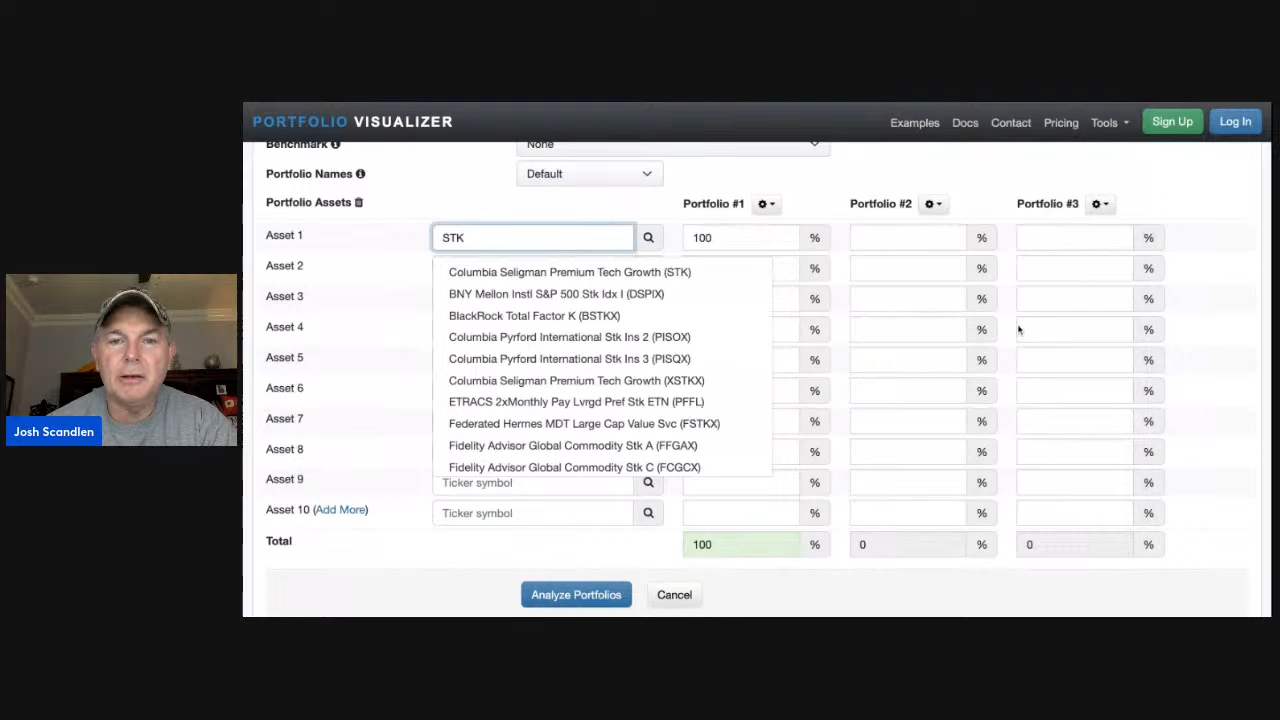 PORTFOLIO VISUALIZER Examples Docs Contact Pricing Tools Sign Up Log In
Benchmark None
Portfolio Names Default
Portfolio Assets Portfolio #1 Portfolio #2 Portfolio #3
Asset 1 STK 100 % % %
Asset 2 % % %
Asset 3 % % %
Asset 4 % % %
Asset 5 % % %
Asset 6 % % %
Asset 7 % % %
Asset 8 % % %
Asset 9 Ticker symbol % % %
Asset 10 (Add More) Ticker symbol % % %
Total 100 % 0 % 0 %
Columbia Seligman Premium Tech Growth (STK)
BNY Mellon Instl S&P 500 Stk Idx I (DSPIX)
BlackRock Total Factor K (BSTKX)
Columbia Pyrford International Stk Ins 2 (PISOX)
Columbia Pyrford International Stk Ins 3 (PISQX)
Columbia Seligman Premium Tech Growth (XSTKX)
ETRACS 2xMonthly Pay Lvrgd Pref Stk ETN (PFFL)
Federated Hermes MDT Large Cap Value Svc (FSTKX)
Fidelity Advisor Global Commodity Stk A (FFGAX)
Fidelity Advisor Global Commodity Stk C (FCGCX)
Analyze Portfolios Cancel
Josh Scandlen